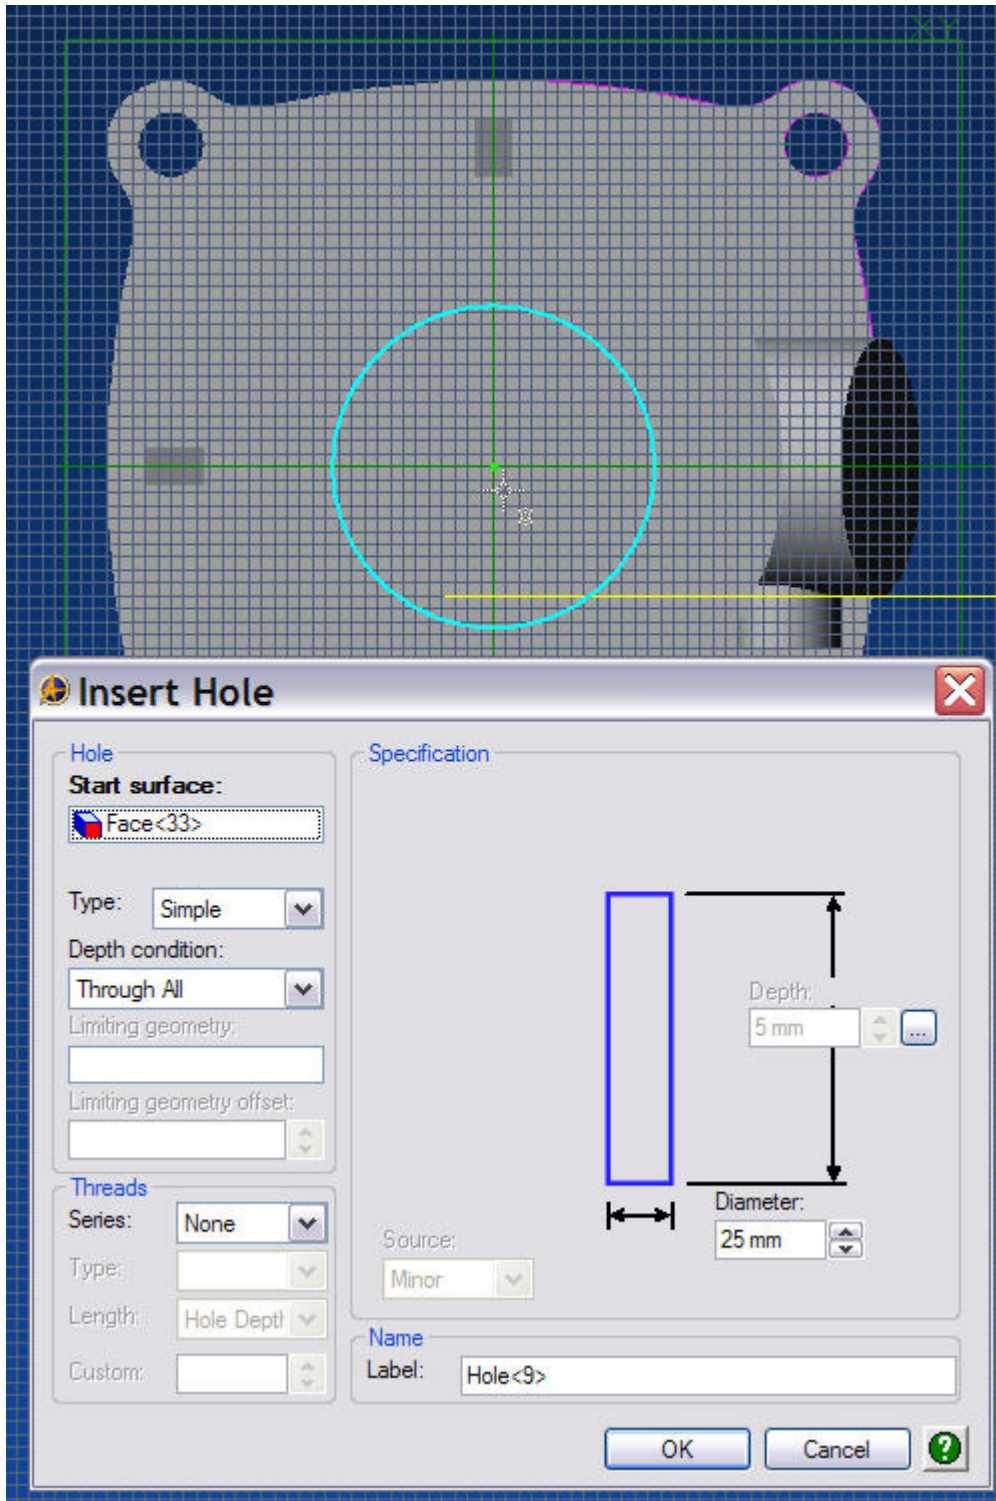 XY
Insert Hole
Hole
Start surface:
Face<33>
Type: Simple
Depth condition:
Through All
Limiting geometry:
Limiting geometry offset:
Threads
Series: None
Type:
Length: Hole Depth
Custom:
Specification
Depth:
5 mm
...
Diameter:
25 mm
Source:
Minor
Name
Label: Hole<9>
OK Cancel ?